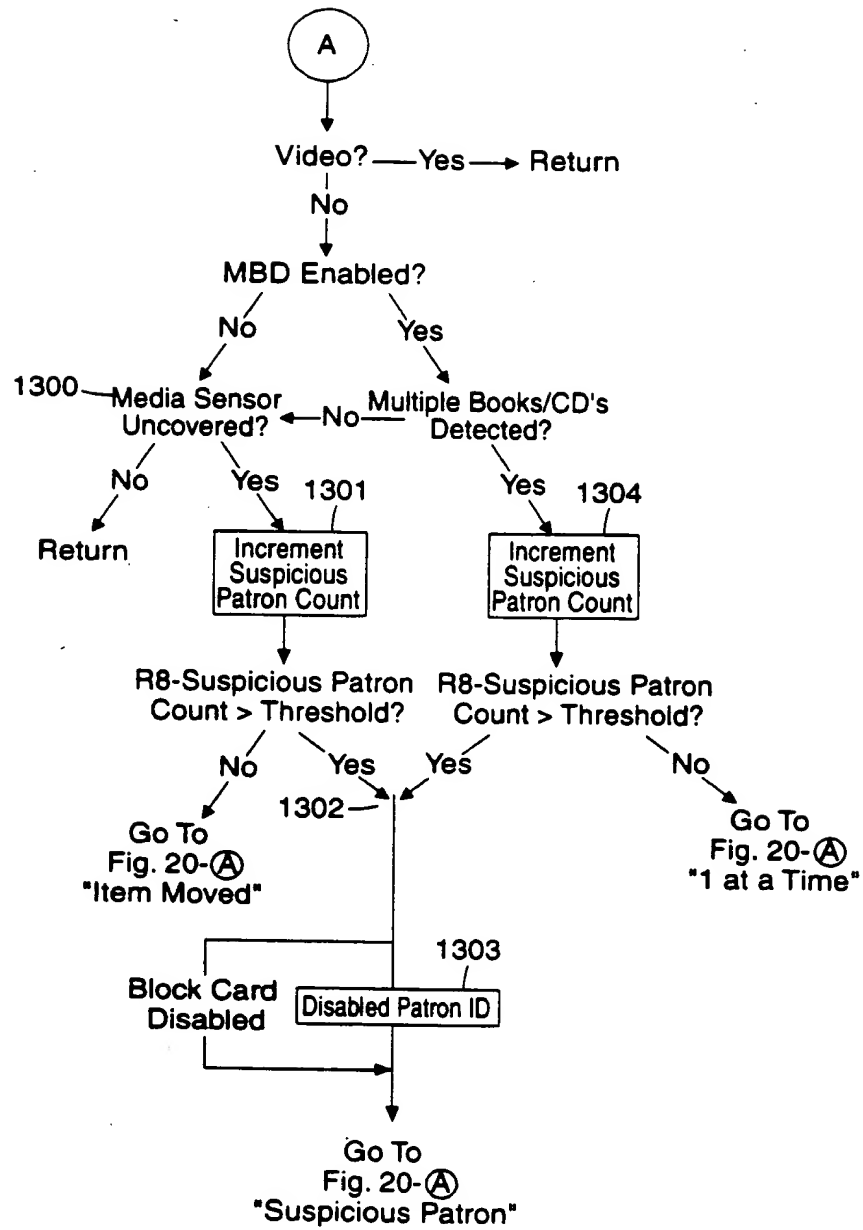 A
Video? Yes Return
No
MBD Enabled?
No Yes
1300 Media Sensor
Uncovered?
No
Multiple Books/CD's
Detected?
No Yes
Yes
Return
1301
Increment
Suspicious
Patron Count
1304
Increment
Suspicious
Patron Count
R8-Suspicious Patron
Count > Threshold?
R8-Suspicious Patron
Count > Threshold?
No Yes
Yes No
1302
Go To
Fig. 20-A
"Item Moved"
Go To
Fig. 20-A
"1 at a Time"
Block Card
Disabled
1303
Disabled Patron ID
Go To
Fig. 20-A
"Suspicious Patron"